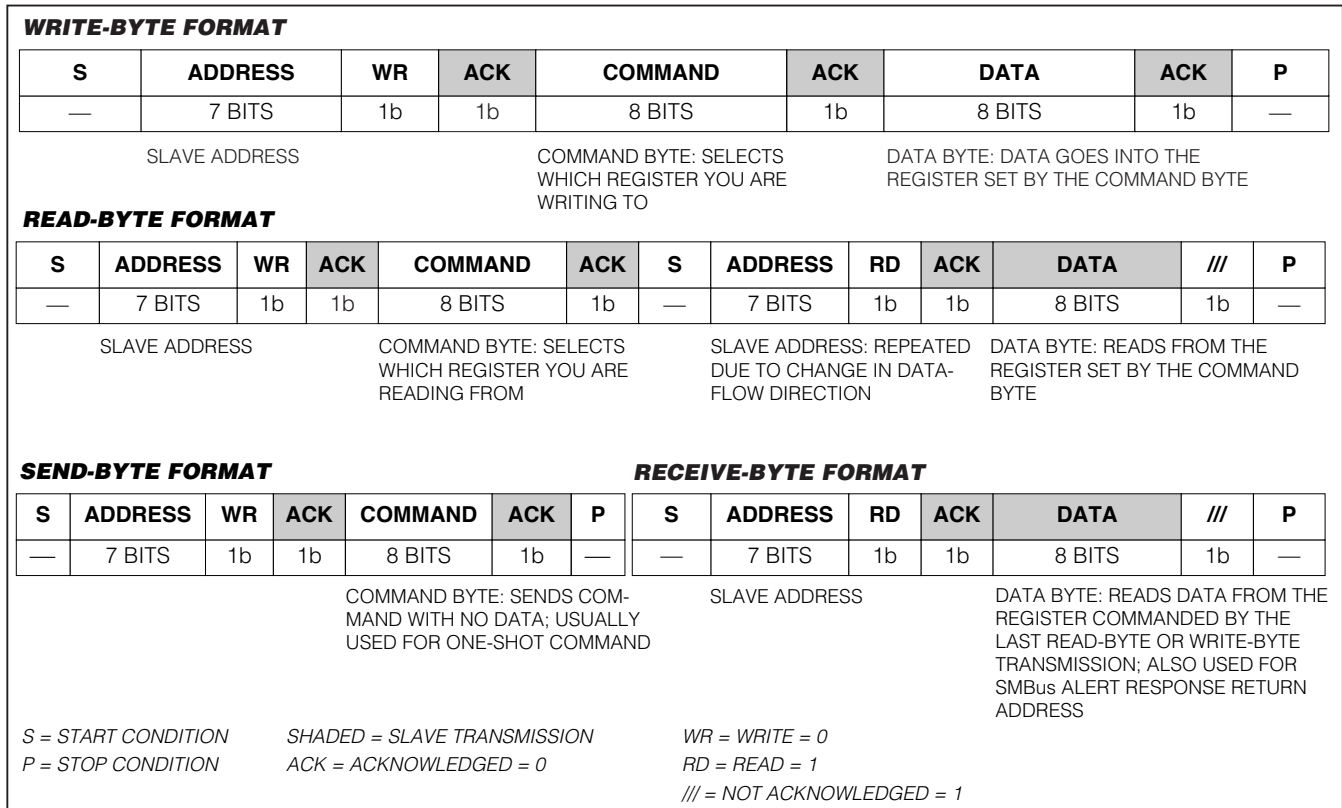 WRITE-BYTE FORMAT
S ADDRESS WR ACK COMMAND ACK DATA ACK P
— 7 BITS 1b 1b 8 BITS 1b 8 BITS 1b —
SLAVE ADDRESS
COMMAND BYTE: SELECTS
WHICH REGISTER YOU ARE
WRITING TO
DATA BYTE: DATA GOES INTO THE
REGISTER SET BY THE COMMAND BYTE
READ-BYTE FORMAT
S ADDRESS WR ACK COMMAND ACK S ADDRESS RD ACK DATA /// P
— 7 BITS 1b 1b 8 BITS 1b — 7 BITS 1b 1b 8 BITS 1b —
SLAVE ADDRESS
COMMAND BYTE: SELECTS
WHICH REGISTER YOU ARE
READING FROM
SLAVE ADDRESS: REPEATED
DUE TO CHANGE IN DATA-
FLOW DIRECTION
DATA BYTE: READS FROM THE
REGISTER SET BY THE COMMAND
BYTE
SEND-BYTE FORMAT
S ADDRESS WR ACK COMMAND ACK P
— 7 BITS 1b 1b 8 BITS 1b —
COMMAND BYTE: SENDS COM-
MAND WITH NO DATA; USUALLY
USED FOR ONE-SHOT COMMAND
RECEIVE-BYTE FORMAT
S ADDRESS RD ACK DATA /// P
— 7 BITS 1b 1b 8 BITS 1b —
SLAVE ADDRESS
DATA BYTE: READS DATA FROM THE
REGISTER COMMANDED BY THE
LAST READ-BYTE OR WRITE-BYTE
TRANSMISSION; ALSO USED FOR
SMBus ALERT RESPONSE RETURN
ADDRESS
S = START CONDITION SHADED = SLAVE TRANSMISSION WR = WRITE = 0
P = STOP CONDITION ACK = ACKNOWLEDGED = 0 RD = READ = 1
/// = NOT ACKNOWLEDGED = 1